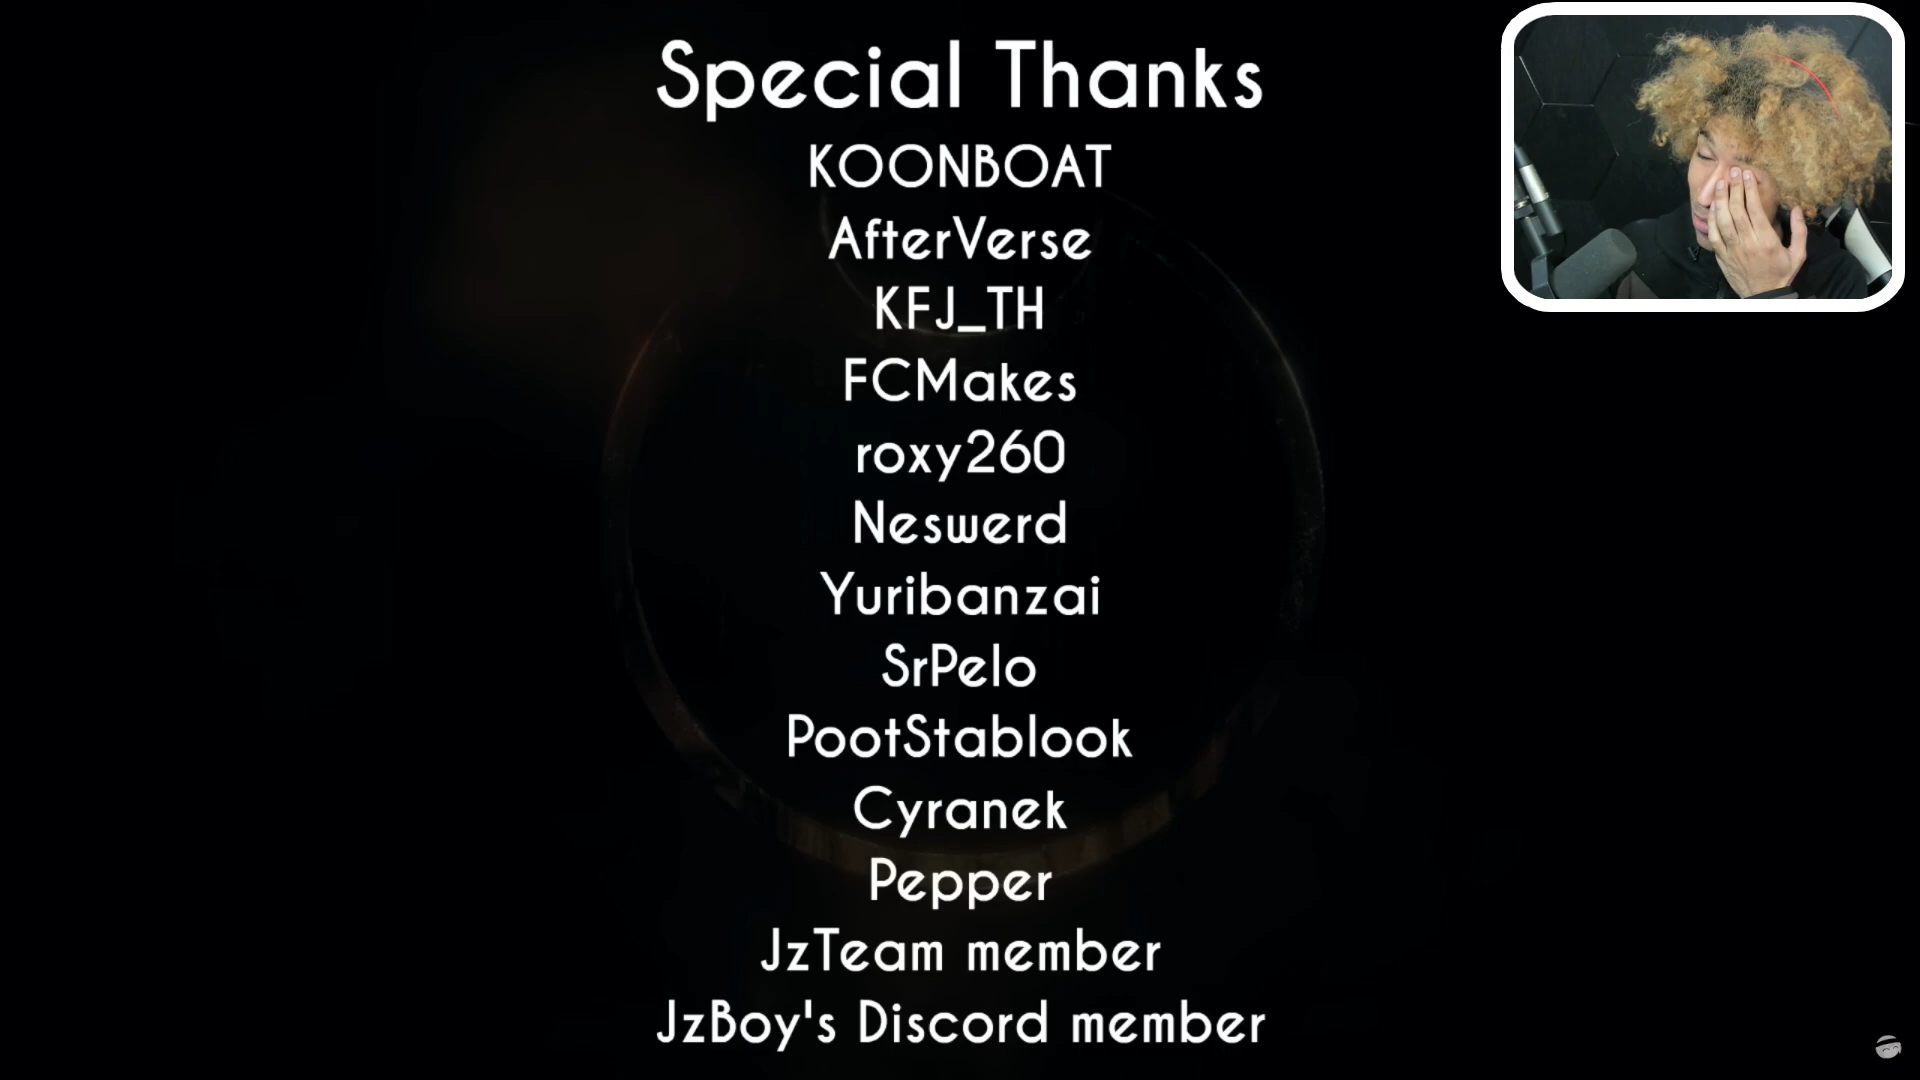 Special Thanks
KOONBOAT
AfterVerse
KFJ_TH
FCMakes
roxy260
Neswerd
Yuribanzai
SrPelo
PootStablook
Cyranek
Pepper
JzTeam member
JzBoy's Discord member